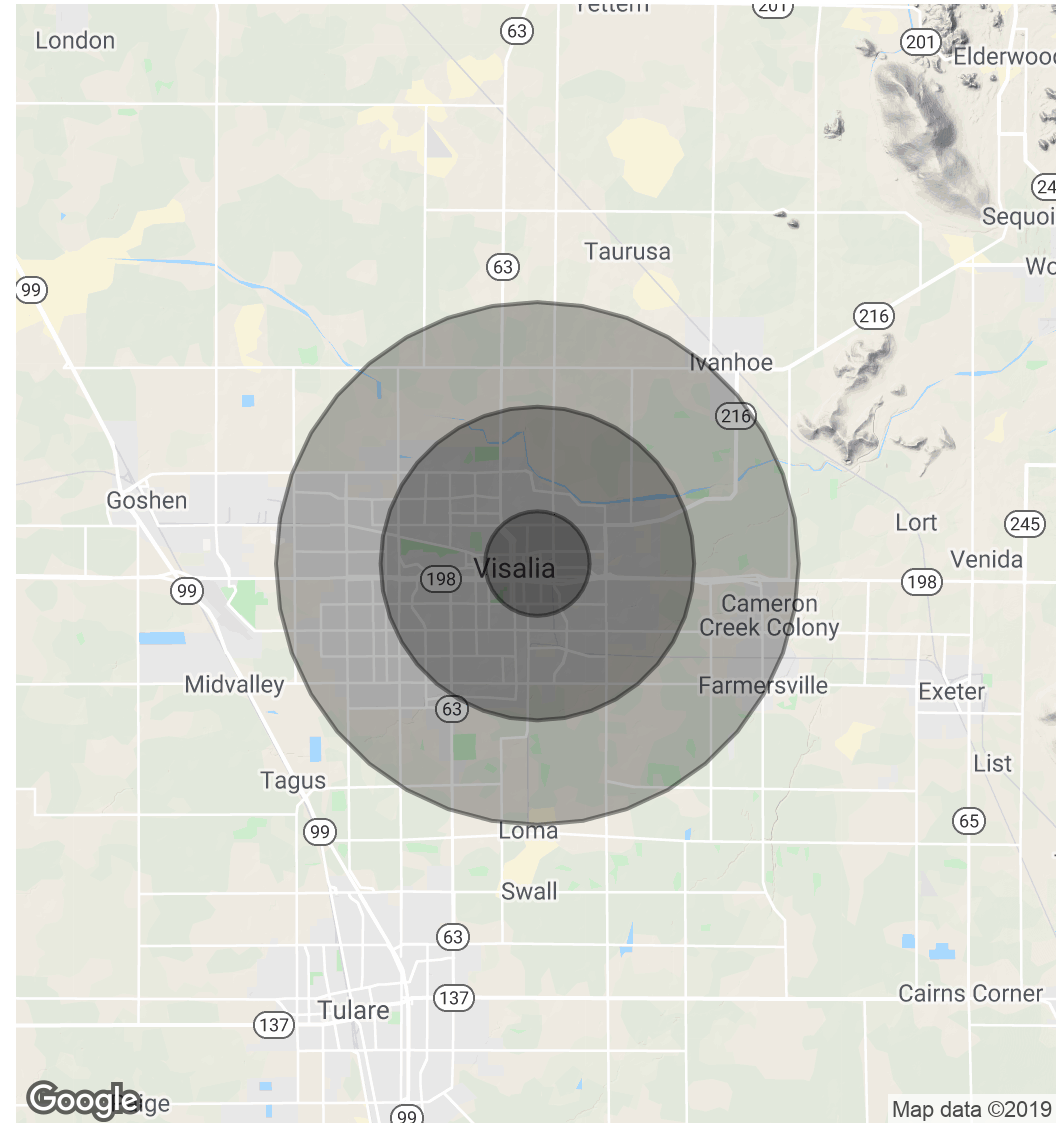 Yettem
201
London
63
201
Elderwood
Sequoi
Taurusa
63
Wo
99
216
Ivanhoe
216
Goshen
Lort
245
Venida
Visalia
198
198
99
Cameron
Creek Colony
Midvalley
Farmersville
Exeter
63
List
Tagus
65
99
Loma
Swall
63
Cairns Corner
137
Tulare
137
Google
ige
99
Map data ©2019